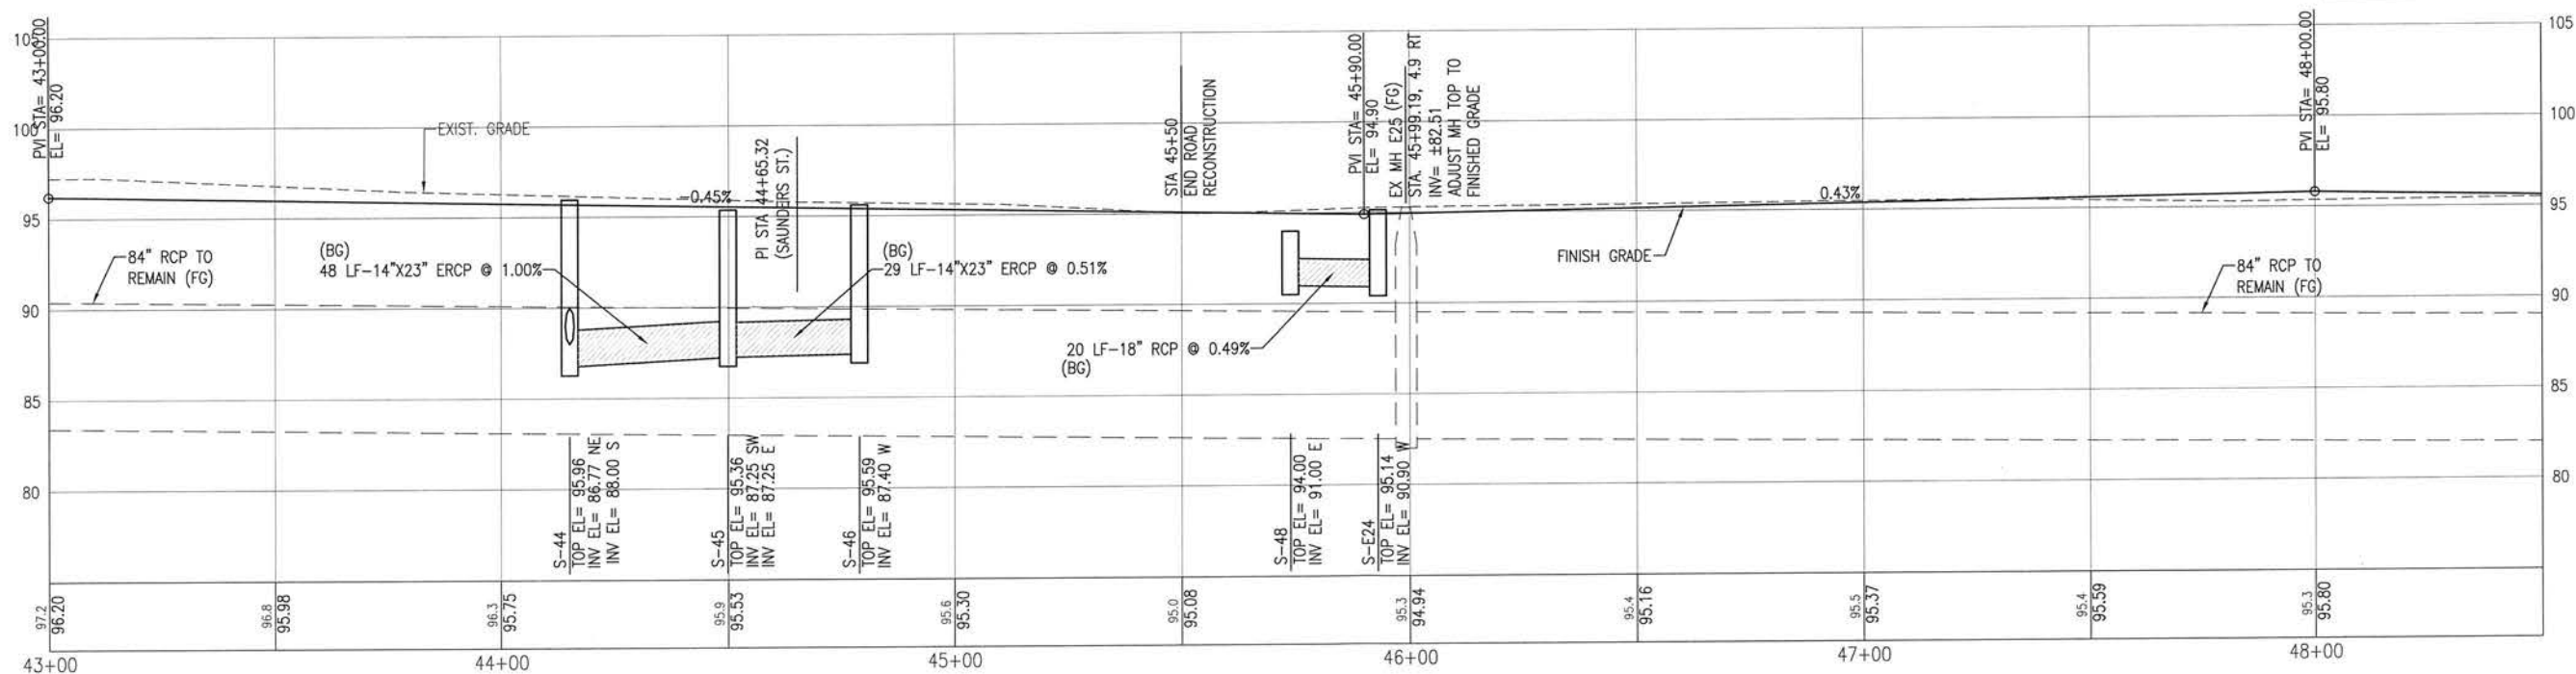 105
100
95
90
85
80
PVI STA= 43+00.00
EL= 96.20
EXIST. GRADE
-0.45%
PI STA 44+65.32
(SAUNDERS ST.)
STA 45+50
END ROAD
RECONSTRUCTION
PVI STA= 45+90.00
EL= 94.90
EX MH E25 (FG)
STA. 45+99.19, 4.9 RT
INV= ±82.51
ADJUST MH TOP TO
FINISHED GRADE
0.43%
PVI STA= 48+00.00
EL= 95.80
105
100
95
90
85
80
84" RCP TO
REMAIN (FG)
(BG)
48 LF-14"X23" ERCP @ 1.00%
(BG)
29 LF-14"X23" ERCP @ 0.51%
20 LF-18" RCP @ 0.49%
(BG)
FINISH GRADE
84" RCP TO
REMAIN (FG)
S-44
TOP EL= 95.96
INV EL= 86.77 NE
INV EL= 88.00 S
S-45
TOP EL= 95.36
INV EL= 87.25 SW
INV EL= 87.25 E
S-46
TOP EL= 95.59
INV EL= 87.40 W
S-48
TOP EL= 94.00
INV EL= 91.00 E
S-E24
TOP EL= 95.14
INV EL= 90.90 W
97.2
96.20
96.8
95.98
96.3
95.75
95.9
95.53
95.6
95.30
95.0
95.08
95.3
94.94
95.4
95.16
95.5
95.37
95.4
95.59
95.3
95.80
43+00
44+00
45+00
46+00
47+00
48+00